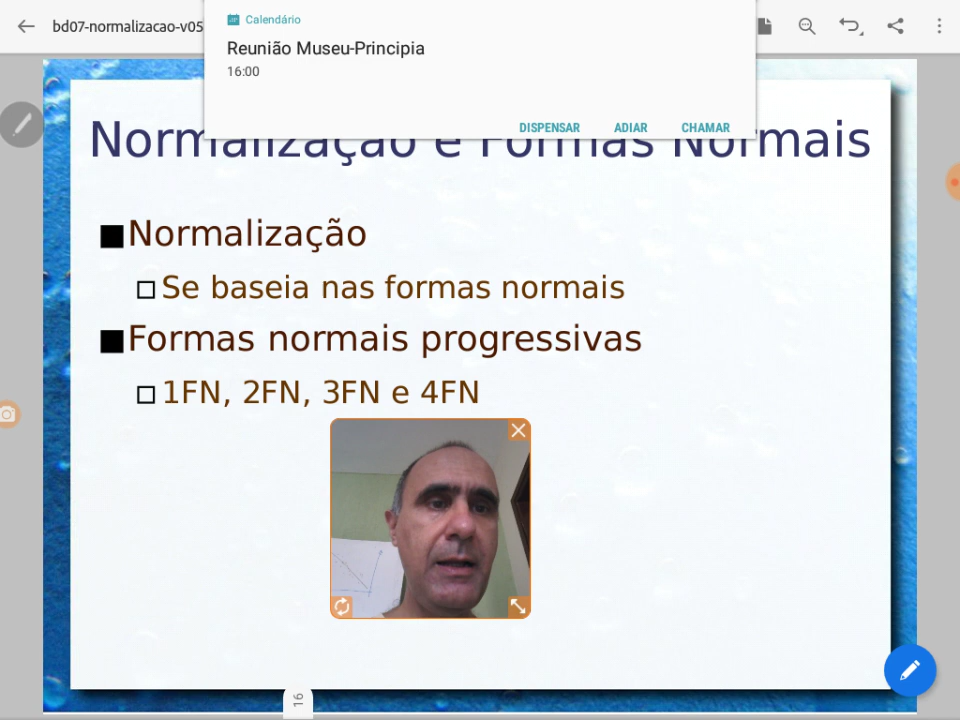 bd07-normalizacao-v05
Calendário
Reunião Museu-Principia
16:00
DISPENSAR ADIAR CHAMAR
Normalização e Formas Normais
Normalização
Se baseia nas formas normais
Formas normais progressivas
1FN, 2FN, 3FN e 4FN
16